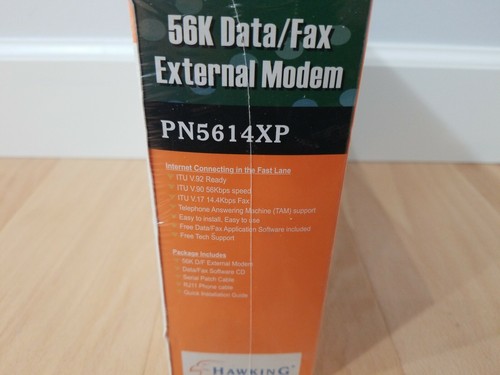 56K Data/Fax
External Modem
PN5614XP
Internet Connecting in the Fast Lane
ITU V.92 Ready
ITU V.90 56Kbps speed
ITU V.17 14.4Kbps Fax
Telephone Answering Machine (TAM) support
Easy to install, Easy to use
Free Data/Fax Application Software included
Free Tech Support
Package Includes
56K D/F External Modem
Data/Fax Software CD
Serial Patch Cable
RJ11 Phone cable
Quick Installation Guide
HAWKING